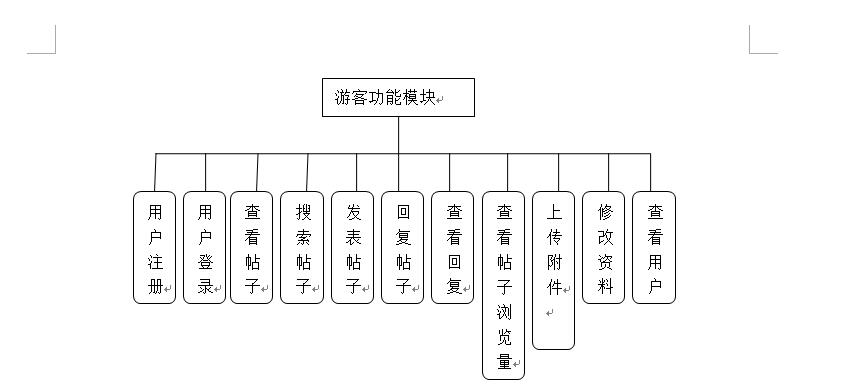 游客功能模块
用户注册
用户登录
查看帖子
搜索帖子
发表帖子
回复帖子
查看回复
查看帖子浏览量
上传附件
修改资料
查看用户